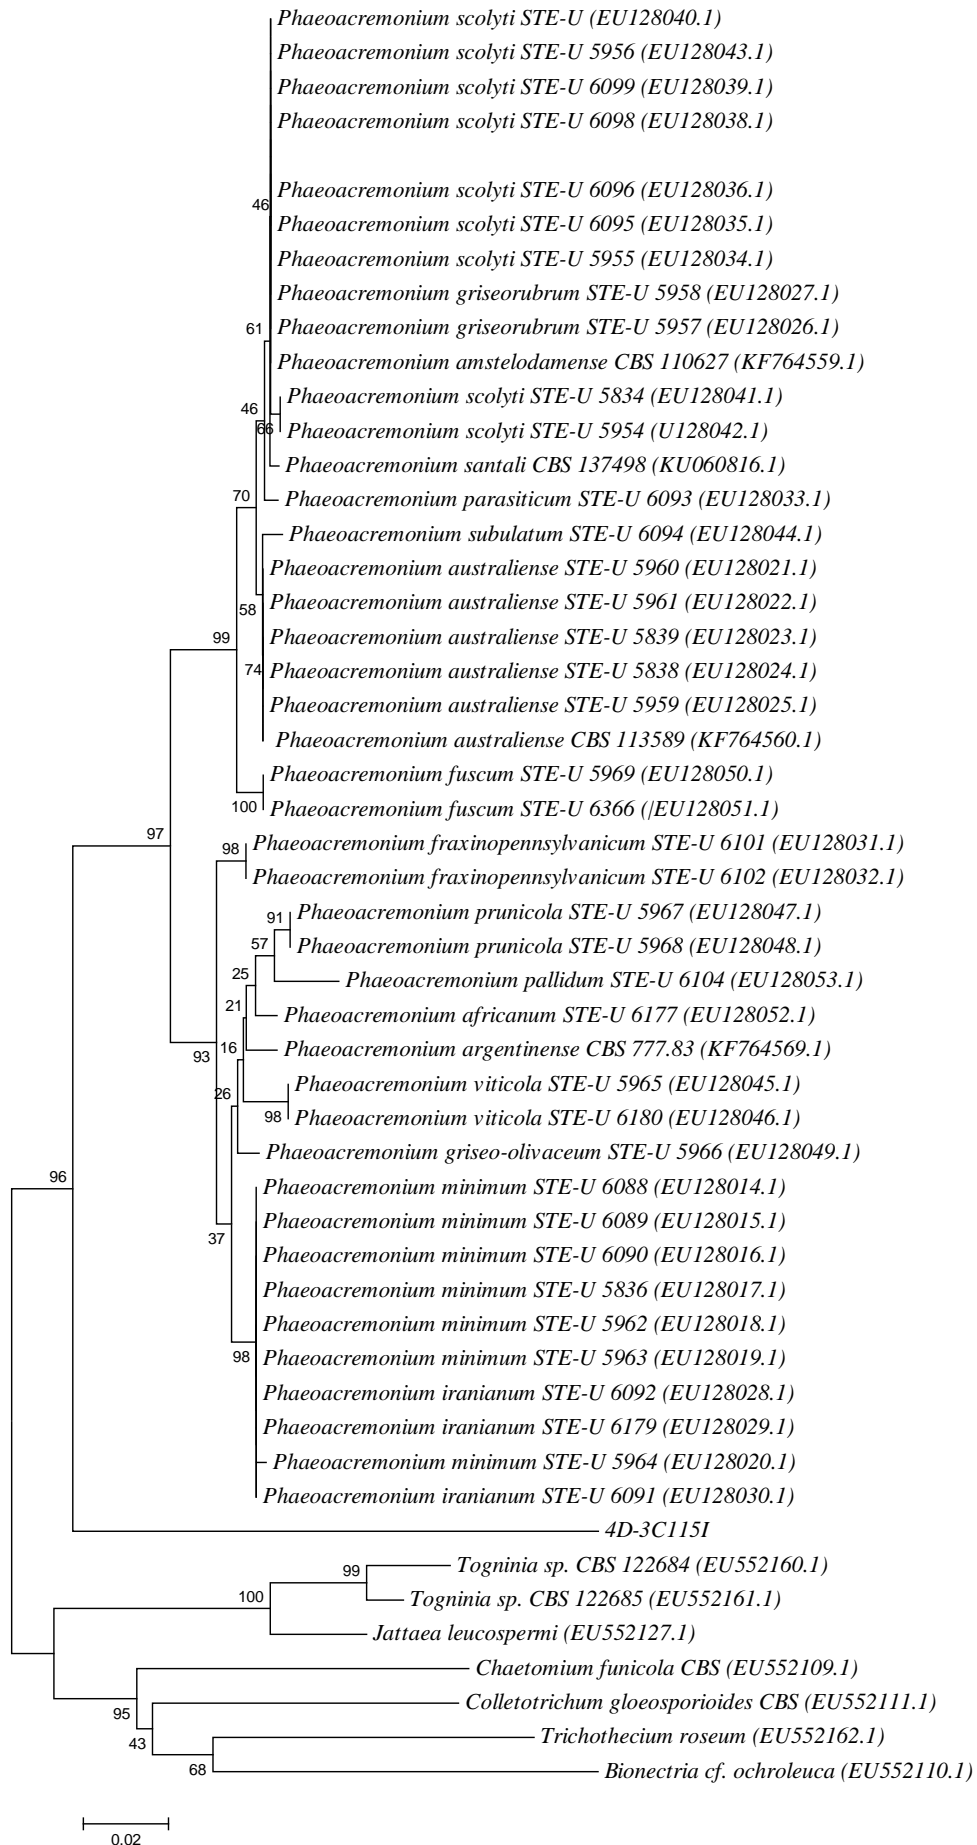 Phaeoacremonium scolyti STE-U (EU128040.1)
Phaeoacremonium scolyti STE-U 5956 (EU128043.1)
Phaeoacremonium scolyti STE-U 6099 (EU128039.1)
Phaeoacremonium scolyti STE-U 6098 (EU128038.1)
Phaeoacremonium scolyti STE-U 6096 (EU128036.1)
46
Phaeoacremonium scolyti STE-U 6095 (EU128035.1)
Phaeoacremonium scolyti STE-U 5955 (EU128034.1)
Phaeoacremonium griseorubrum STE-U 5958 (EU128027.1)
61
Phaeoacremonium griseorubrum STE-U 5957 (EU128026.1)
Phaeoacremonium amstelodamense CBS 110627 (KF764559.1)
Phaeoacremonium scolyti STE-U 5834 (EU128041.1)
46
66
Phaeoacremonium scolyti STE-U 5954 (U128042.1)
Phaeoacremonium santali CBS 137498 (KU060816.1)
70
Phaeoacremonium parasiticum STE-U 6093 (EU128033.1)
Phaeoacremonium subulatum STE-U 6094 (EU128044.1)
Phaeoacremonium australiense STE-U 5960 (EU128021.1)
Phaeoacremonium australiense STE-U 5961 (EU128022.1)
58
99
Phaeoacremonium australiense STE-U 5839 (EU128023.1)
74
Phaeoacremonium australiense STE-U 5838 (EU128024.1)
Phaeoacremonium australiense STE-U 5959 (EU128025.1)
Phaeoacremonium australiense CBS 113589 (KF764560.1)
Phaeoacremonium fuscum STE-U 5969 (EU128050.1)
100
Phaeoacremonium fuscum STE-U 6366 (|EU128051.1)
97
98
Phaeoacremonium fraxinopennsylvanicum STE-U 6101 (EU128031.1)
Phaeoacremonium fraxinopennsylvanicum STE-U 6102 (EU128032.1)
91
Phaeoacremonium prunicola STE-U 5967 (EU128047.1)
57
Phaeoacremonium prunicola STE-U 5968 (EU128048.1)
25
Phaeoacremonium pallidum STE-U 6104 (EU128053.1)
21
Phaeoacremonium africanum STE-U 6177 (EU128052.1)
16
93
Phaeoacremonium argentinense CBS 777.83 (KF764569.1)
26
Phaeoacremonium viticola STE-U 5965 (EU128045.1)
98
Phaeoacremonium viticola STE-U 6180 (EU128046.1)
Phaeoacremonium griseo-olivaceum STE-U 5966 (EU128049.1)
96
Phaeoacremonium minimum STE-U 6088 (EU128014.1)
Phaeoacremonium minimum STE-U 6089 (EU128015.1)
37
Phaeoacremonium minimum STE-U 6090 (EU128016.1)
Phaeoacremonium minimum STE-U 5836 (EU128017.1)
Phaeoacremonium minimum STE-U 5962 (EU128018.1)
98
Phaeoacremonium minimum STE-U 5963 (EU128019.1)
Phaeoacremonium iranianum STE-U 6092 (EU128028.1)
Phaeoacremonium iranianum STE-U 6179 (EU128029.1)
Phaeoacremonium minimum STE-U 5964 (EU128020.1)
Phaeoacremonium iranianum STE-U 6091 (EU128030.1)
4D-3C115I
99
Togninia sp. CBS 122684 (EU552160.1)
100
Togninia sp. CBS 122685 (EU552161.1)
Jattaea leucospermi (EU552127.1)
Chaetomium funicola CBS (EU552109.1)
95
Colletotrichum gloeosporioides CBS (EU552111.1)
43
Trichothecium roseum (EU552162.1)
68
Bionectria cf. ochroleuca (EU552110.1)
0.02